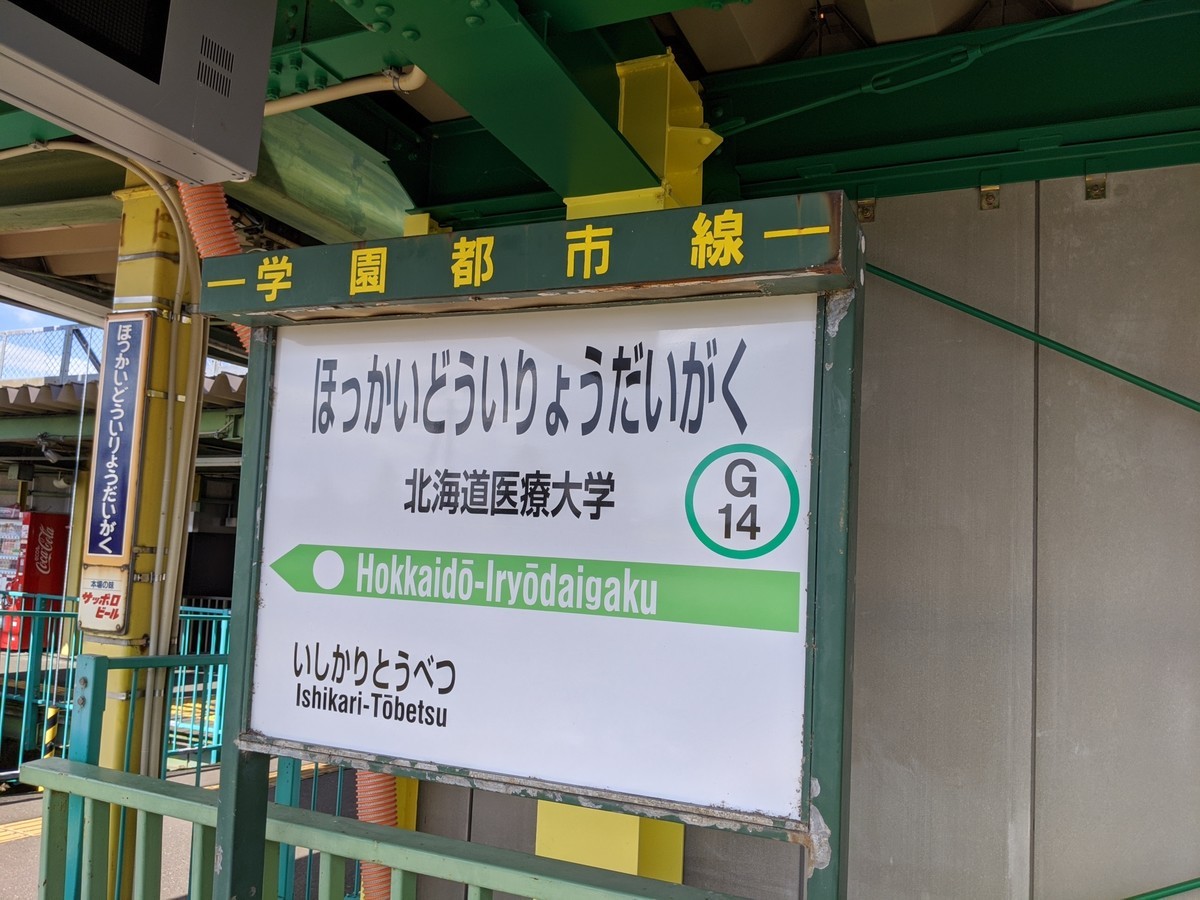 学園都市線
ほっかいどういりょうだいがく
北海道医療大学
G
14
Hokkaidō-Iryōdaigaku
いしかりとうべつ
Ishikari-Tōbetsu
ほっかいどういりょうだいがく
本場の味
サッポロ
ビール
Coca-Cola